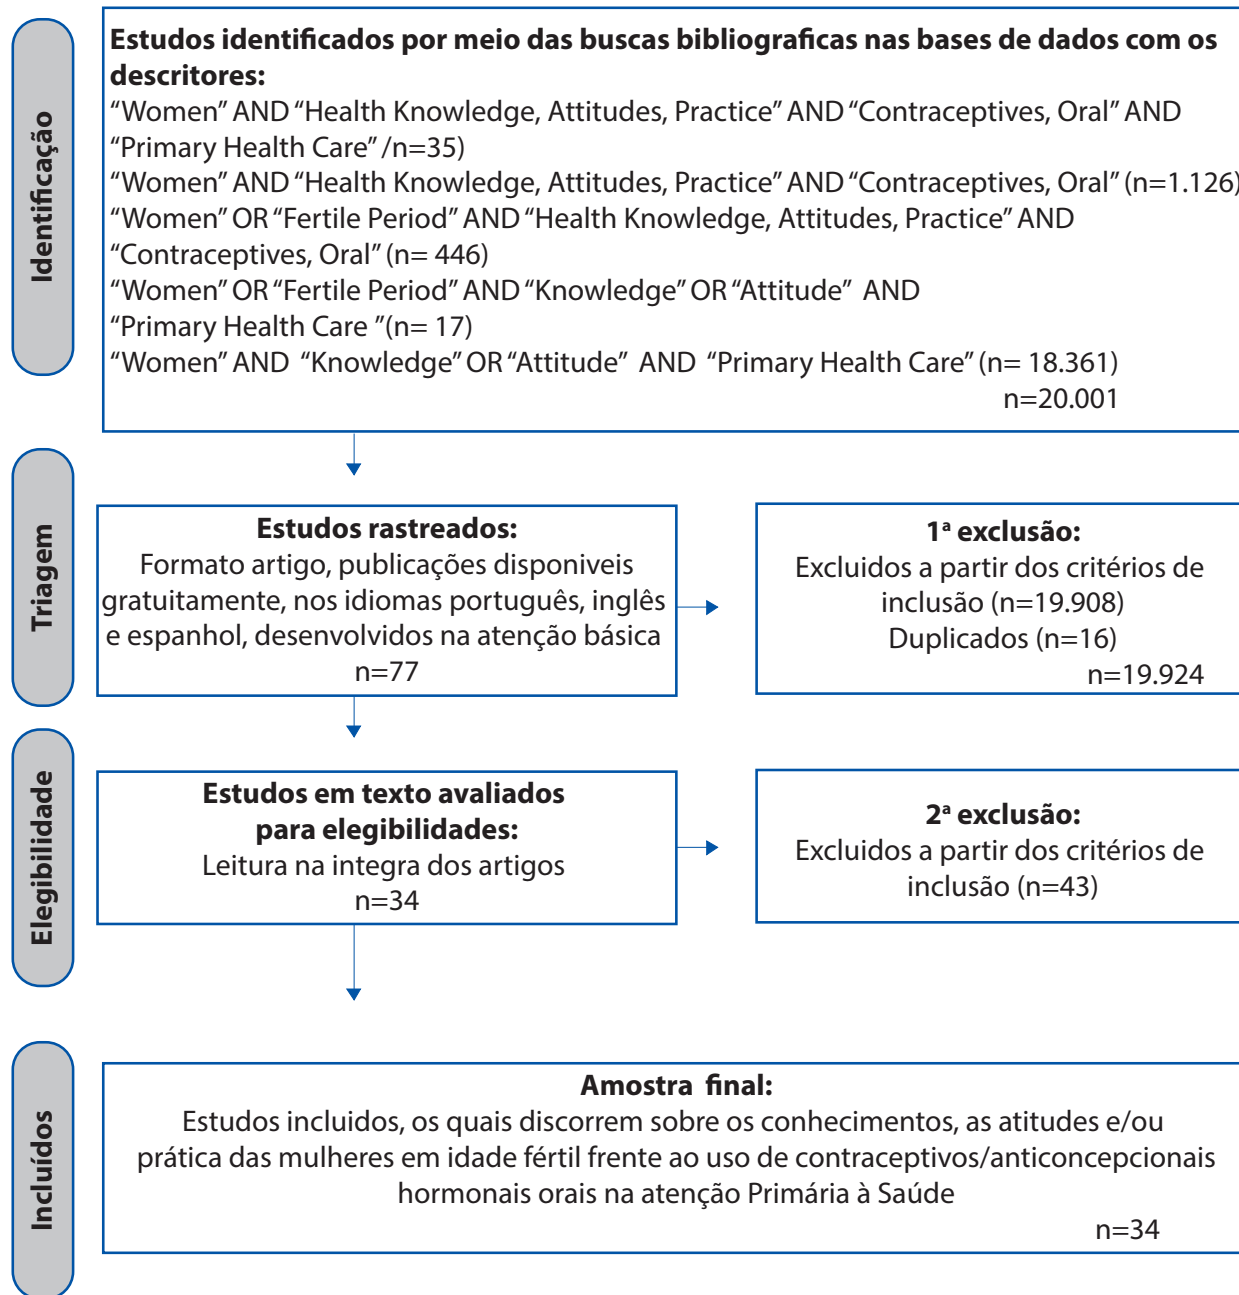 Identificação
Estudos identificados por meio das buscas bibliograficas nas bases de dados com os
descritores:
“Women” AND “Health Knowledge, Attitudes, Practice” AND “Contraceptives, Oral” AND
“Primary Health Care” /n=35)
“Women” AND “Health Knowledge, Attitudes, Practice” AND “Contraceptives, Oral” (n=1.126)
“Women” OR “Fertile Period” AND “Health Knowledge, Attitudes, Practice” AND
“Contraceptives, Oral” (n= 446)
“Women” OR “Fertile Period” AND “Knowledge” OR “Attitude” AND
“Primary Health Care ”(n= 17)
“Women” AND “Knowledge” OR “Attitude” AND “Primary Health Care” (n= 18.361)
n=20.001
Triagem
Estudos rastreados:
Formato artigo, publicações disponiveis
gratuitamente, nos idiomas português, inglês
e espanhol, desenvolvidos na atenção básica
n=77
1ª exclusão:
Excluidos a partir dos critérios de
inclusão (n=19.908)
Duplicados (n=16)
n=19.924
Elegibilidade
Estudos em texto avaliados
para elegibilidades:
Leitura na integra dos artigos
n=34
2ª exclusão:
Excluidos a partir dos critérios de
inclusão (n=43)
Incluídos
Amostra final:
Estudos incluidos, os quais discorrem sobre os conhecimentos, as atitudes e/ou
prática das mulheres em idade fértil frente ao uso de contraceptivos/anticoncepcionais
hormonais orais na atenção Primária à Saúde
n=34